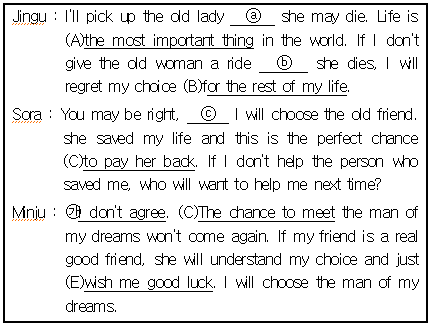 Jingu : I'll pick up the old lady ⓐ she may die. Life is
(A)the most important thing in the world. If I don't
give the old woman a ride ⓑ she dies, I will
regret my choice (B)for the rest of my life.
Sora : You may be right, ⓒ I will choose the old friend.
she saved my life and this is the perfect chance
(C)to pay her back. If I don't help the person who
saved me, who will want to help me next time?
Minju : ㉮I don't agree. (C)The chance to meet the man of
my dreams won't come again. If my friend is a real
good friend, she will understand my choice and just
(E)wish me good luck. I will choose the man of my
dreams.